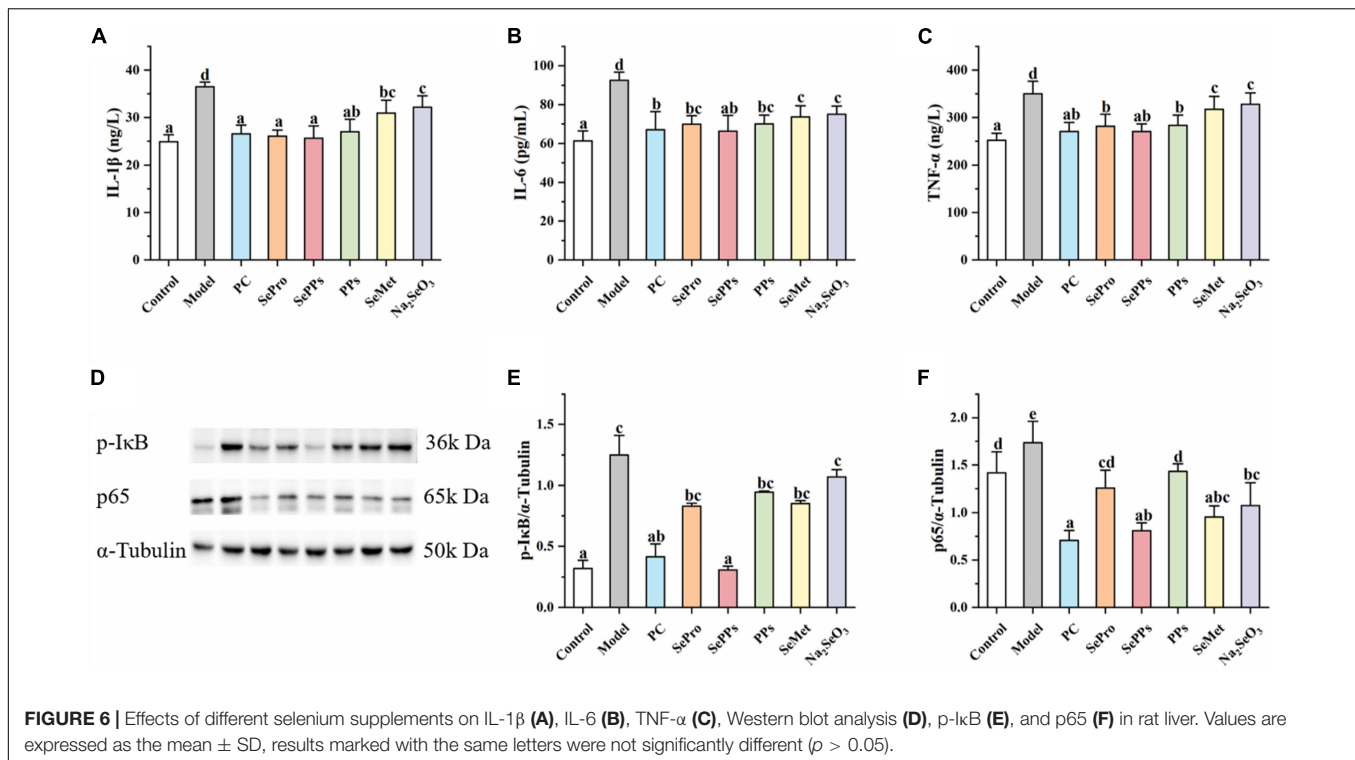 A
B
C
IL-1β (ng/L)
40
30
20
10
0
a
d
a
a
a
ab
bc
c
Control
Model
PC
SePro
SePPs
PPs
SeMet
Na₂SeO₃
IL-6 (pg/mL)
100
80
60
40
20
0
a
d
b
bc
ab
bc
c
c
Control
Model
PC
SePro
SePPs
PPs
SeMet
Na₂SeO₃
TNF-α (ng/L)
400
300
200
100
0
a
d
ab
b
ab
b
c
c
Control
Model
PC
SePro
SePPs
PPs
SeMet
Na₂SeO₃
D
E
F
p-IκB 36k Da
p65 65k Da
α-Tubulin 50k Da
p-IκB/α-Tubulin
1.5
1.0
0.5
0.0
a
c
ab
bc
a
bc
bc
c
Control
Model
PC
SePro
SePPs
PPs
SeMet
Na₂SeO₃
p65/α-Tubulin
2.0
1.5
1.0
0.5
0.0
d
e
a
cd
ab
d
abc
bc
Control
Model
PC
SePro
SePPs
PPs
SeMet
Na₂SeO₃
FIGURE 6 | Effects of different selenium supplements on IL-1β (A), IL-6 (B), TNF-α (C), Western blot analysis (D), p-IκB (E), and p65 (F) in rat liver. Values are
expressed as the mean ± SD, results marked with the same letters were not significantly different (p > 0.05).